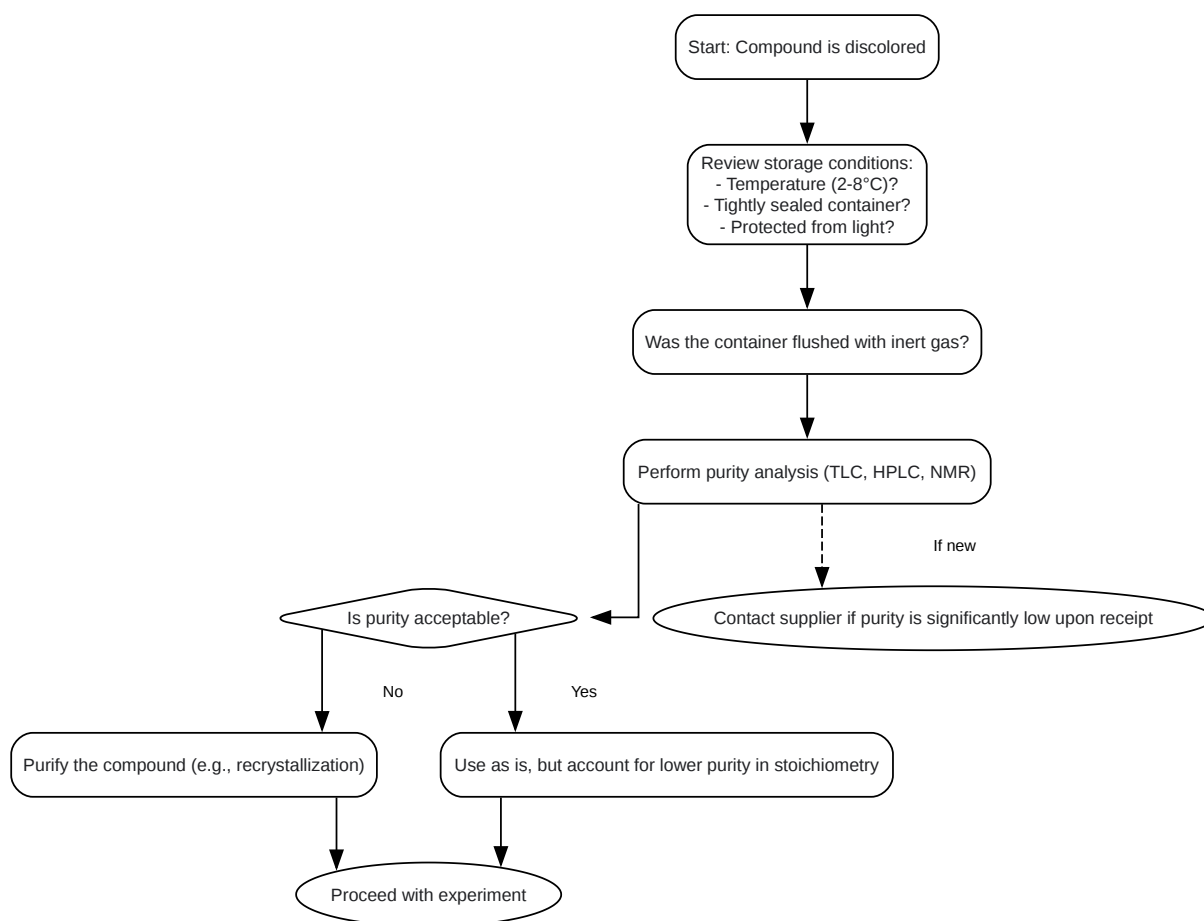 Start: Compound is discolored
Review storage conditions:
- Temperature (2-8°C)?
- Tightly sealed container?
- Protected from light?
Was the container flushed with inert gas?
Perform purity analysis (TLC, HPLC, NMR)
If new
Is purity acceptable?
Contact supplier if purity is significantly low upon receipt
No
Yes
Purify the compound (e.g., recrystallization)
Use as is, but account for lower purity in stoichiometry
Proceed with experiment